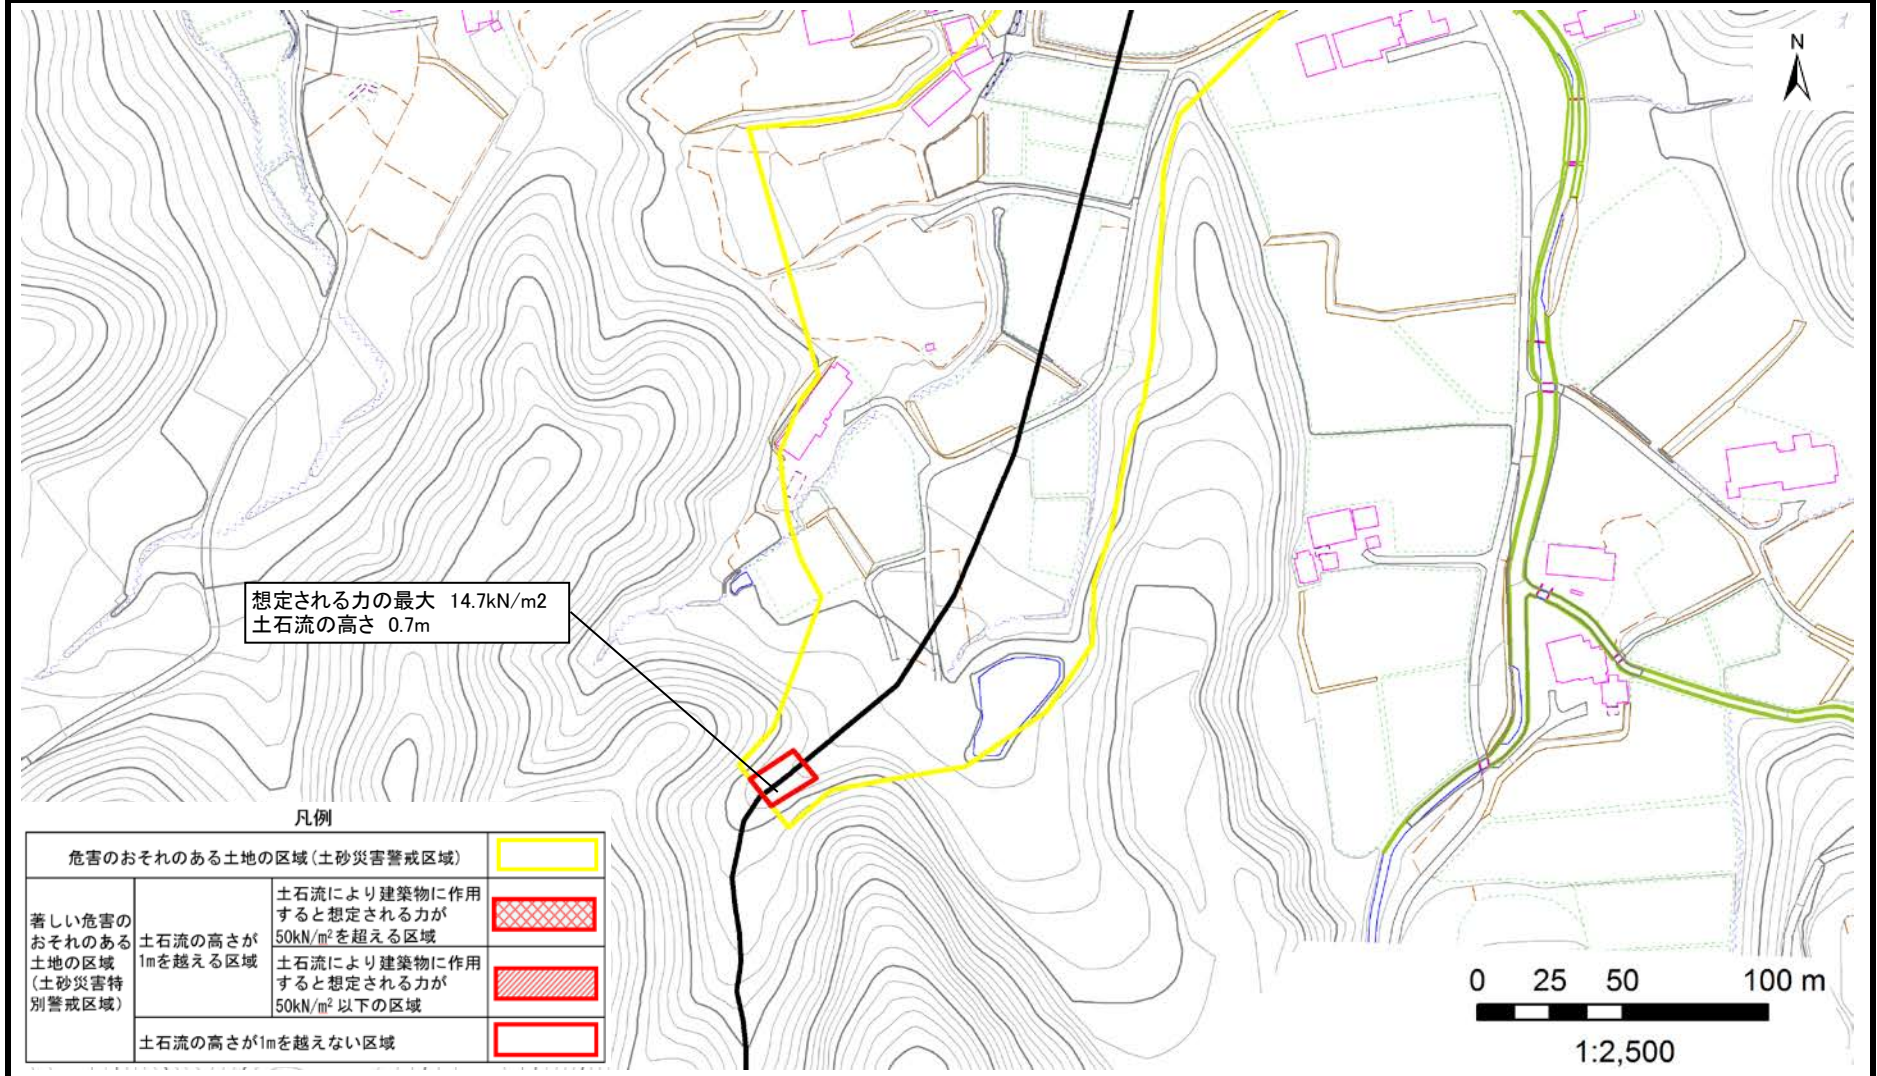 N
想定される力の最大 14.7kN/m2
土石流の高さ 0.7m
凡例
危害のおそれのある土地の区域(土砂災害警戒区域)
著しい危害の
おそれのある
土地の区域
(土砂災害特
別警戒区域)
土石流の高さが
1mを越える区域
土石流により建築物に作用
すると想定される力が
50kN/㎡を超える区域
土石流により建築物に作用
すると想定される力が
50kN/㎡ 以下の区域
土石流の高さが1mを越えない区域
0 25 50 100 m
1:2,500